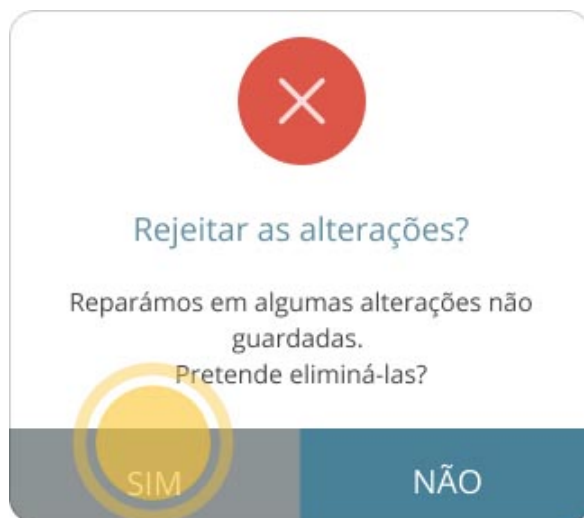 Rejeitar as alterações?
Reparámos em algumas alterações não
guardadas.
Pretende eliminá-las?
SIM
NÃO